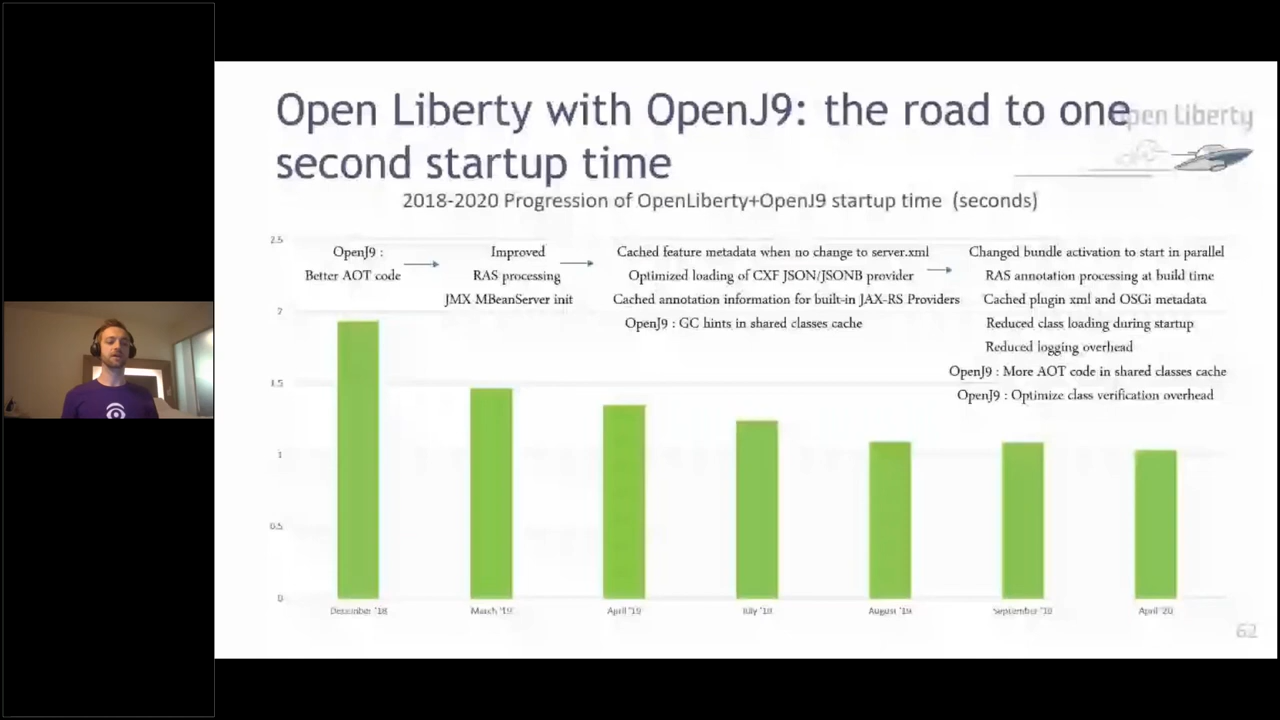 Open Liberty with OpenJ9: the road to one
second startup time
Open Liberty
2018-2020 Progression of OpenLiberty+OpenJ9 startup time (seconds)
OpenJ9 :
Better AOT code
Improved
RAS processing
JMX MBeanServer init
Cached feature metadata when no change to server.xml
Optimized loading of CXF JSON/JSONB provider
Cached annotation information for built-in JAX-RS Providers
OpenJ9 : GC hints in shared classes cache
Changed bundle activation to start in parallel
RAS annotation processing at build time
Cached plugin xml and OSGi metadata
Reduced class loading during startup
Reduced logging overhead
OpenJ9 : More AOT code in shared classes cache
OpenJ9 : Optimize class verification overhead
2.5
2
1.5
1
0.5
0
December '18
March '19
April '19
July '19
August '19
September '19
April '20
62